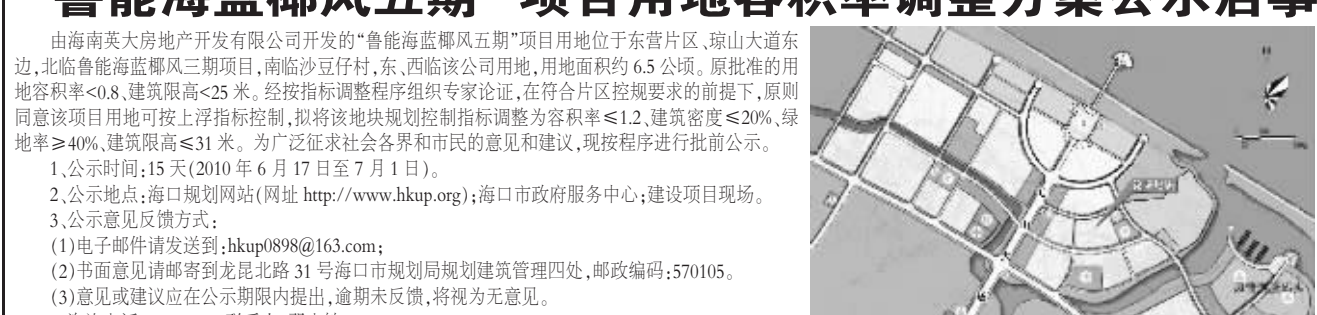 鲁能海蓝椰风五期 项目用地容积率调整方案公示启事
由海南英大房地产开发有限公司开发的“鲁能海蓝椰风五期”项目用地位于东营片区、琼山大道东
边,北临鲁能海蓝椰风三期项目,南临沙豆仔村,东、西临该公司用地,用地面积约 6.5 公顷。原批准的用
地容积率<0.8、建筑限高<25 米。经按指标调整程序组织专家论证,在符合片区控规要求的前提下,原则
同意该项目用地可按上浮指标控制,拟将该地块规划控制指标调整为容积率≤1.2、建筑密度≤20%、绿
地率≥40%、建筑限高≤31 米。为广泛征求社会各界和市民的意见和建议,现按程序进行批前公示。
1、公示时间:15 天(2010 年 6 月 17 日至 7 月 1 日)。
2、公示地点:海口规划网站(网址 http://www.hkup.org);海口市政府服务中心;建设项目现场。
3、公示意见反馈方式:
(1)电子邮件请发送到:hkup0898@163.com;
(2)书面意见请邮寄到龙昆北路 31 号海口市规划局规划建筑管理四处,邮政编码:570105。
(3)意见或建议应在公示期限内提出,逾期未反馈,将视为无意见。